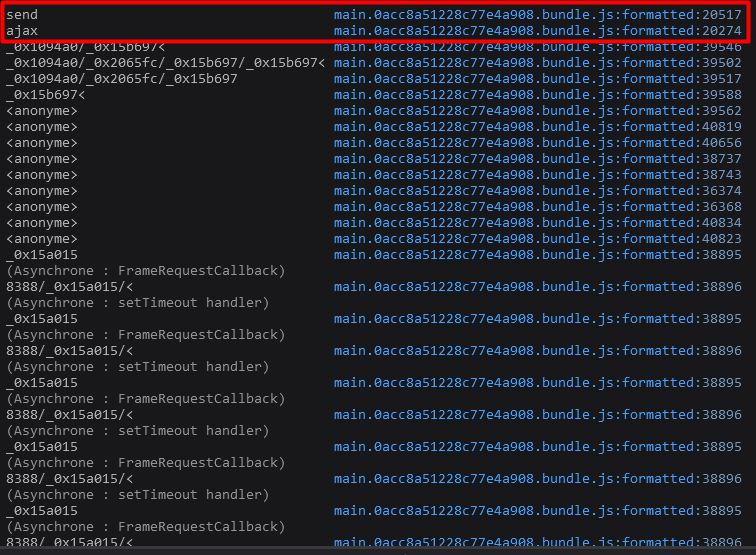 send main.0acc8a51228c77e4a908.bundle.js:formatted:20517
ajax main.0acc8a51228c77e4a908.bundle.js:formatted:20274
_0x1094a0/_0x15b697< main.0acc8a51228c77e4a908.bundle.js:formatted:39546
_0x1094a0/_0x2065fc/_0x15b697/_0x15b697< main.0acc8a51228c77e4a908.bundle.js:formatted:39502
_0x1094a0/_0x2065fc/_0x15b697 main.0acc8a51228c77e4a908.bundle.js:formatted:39517
_0x15b697< main.0acc8a51228c77e4a908.bundle.js:formatted:39588
<anonyme> main.0acc8a51228c77e4a908.bundle.js:formatted:39562
<anonyme> main.0acc8a51228c77e4a908.bundle.js:formatted:40819
<anonyme> main.0acc8a51228c77e4a908.bundle.js:formatted:40656
<anonyme> main.0acc8a51228c77e4a908.bundle.js:formatted:38737
<anonyme> main.0acc8a51228c77e4a908.bundle.js:formatted:38743
<anonyme> main.0acc8a51228c77e4a908.bundle.js:formatted:36374
<anonyme> main.0acc8a51228c77e4a908.bundle.js:formatted:36368
<anonyme> main.0acc8a51228c77e4a908.bundle.js:formatted:40834
<anonyme> main.0acc8a51228c77e4a908.bundle.js:formatted:40823
_0x15a015 main.0acc8a51228c77e4a908.bundle.js:formatted:38895
(Asynchrone : FrameRequestCallback)
8388/_0x15a015/< main.0acc8a51228c77e4a908.bundle.js:formatted:38896
(Asynchrone : setTimeout handler)
_0x15a015 main.0acc8a51228c77e4a908.bundle.js:formatted:38895
(Asynchrone : FrameRequestCallback)
8388/_0x15a015/< main.0acc8a51228c77e4a908.bundle.js:formatted:38896
(Asynchrone : setTimeout handler)
_0x15a015 main.0acc8a51228c77e4a908.bundle.js:formatted:38895
(Asynchrone : FrameRequestCallback)
8388/_0x15a015/< main.0acc8a51228c77e4a908.bundle.js:formatted:38896
(Asynchrone : setTimeout handler)
_0x15a015 main.0acc8a51228c77e4a908.bundle.js:formatted:38895
(Asynchrone : FrameRequestCallback)
8388/_0x15a015/< main.0acc8a51228c77e4a908.bundle.js:formatted:38896
(Asynchrone : setTimeout handler)
_0x15a015 main.0acc8a51228c77e4a908.bundle.js:formatted:38895
(Asynchrone : FrameRequestCallback)
8388/_0x15a015/< main.0acc8a51228c77e4a908.bundle.js:formatted:38896